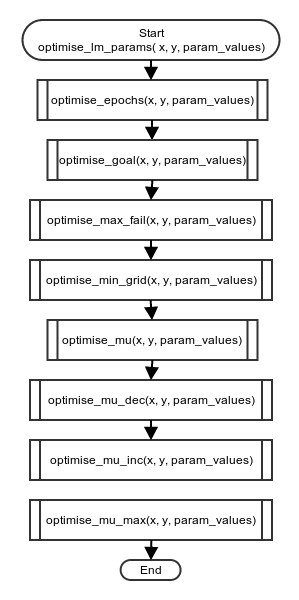 Start
optimise_lm_params( x, y, param_values)
optimise_epochs(x, y, param_values)
optimise_goal(x, y, param_values)
optimise_max_fail(x, y, param_values)
optimise_min_grid(x, y, param_values)
optimise_mu(x, y, param_values)
optimise_mu_dec(x, y, param_values)
optimise_mu_inc(x, y, param_values)
optimise_mu_max(x, y, param_values)
End